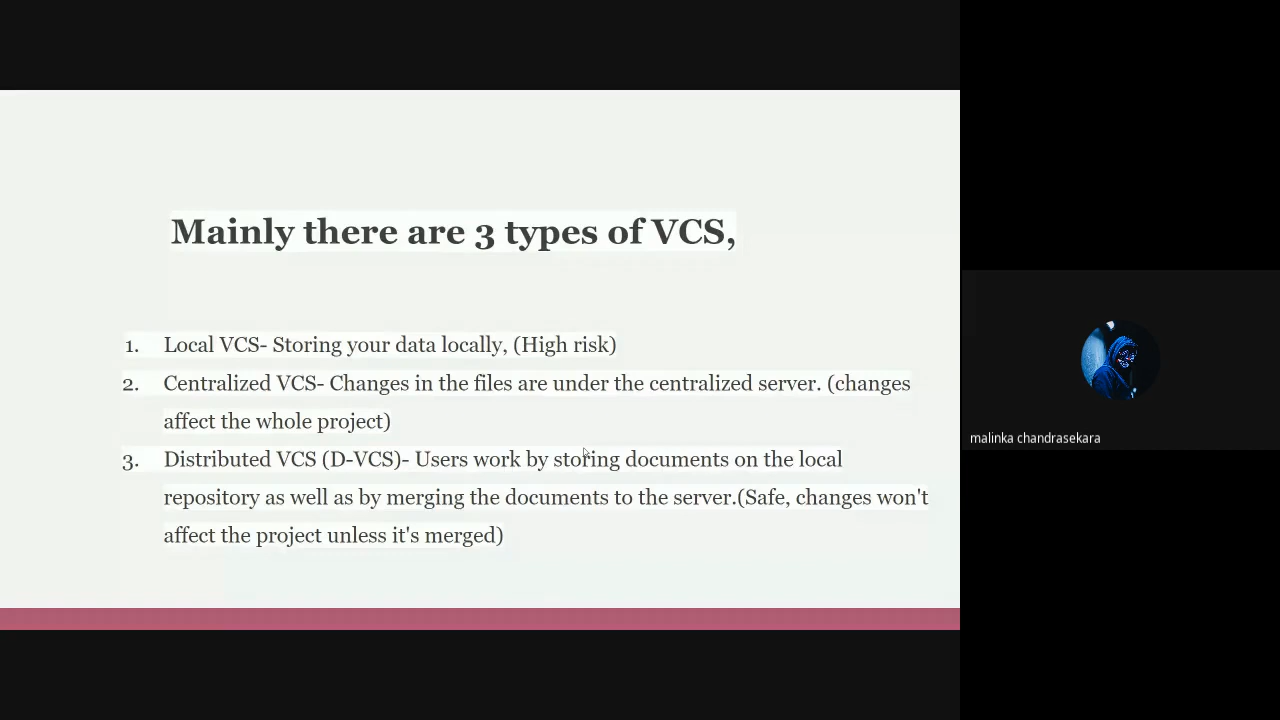 Mainly there are 3 types of VCS,
1. Local VCS- Storing your data locally, (High risk)
2. Centralized VCS- Changes in the files are under the centralized server. (changes
affect the whole project)
3. Distributed VCS (D-VCS)- Users work by storing documents on the local
repository as well as by merging the documents to the server.(Safe, changes won't
affect the project unless it's merged)
malinka chandrasekara